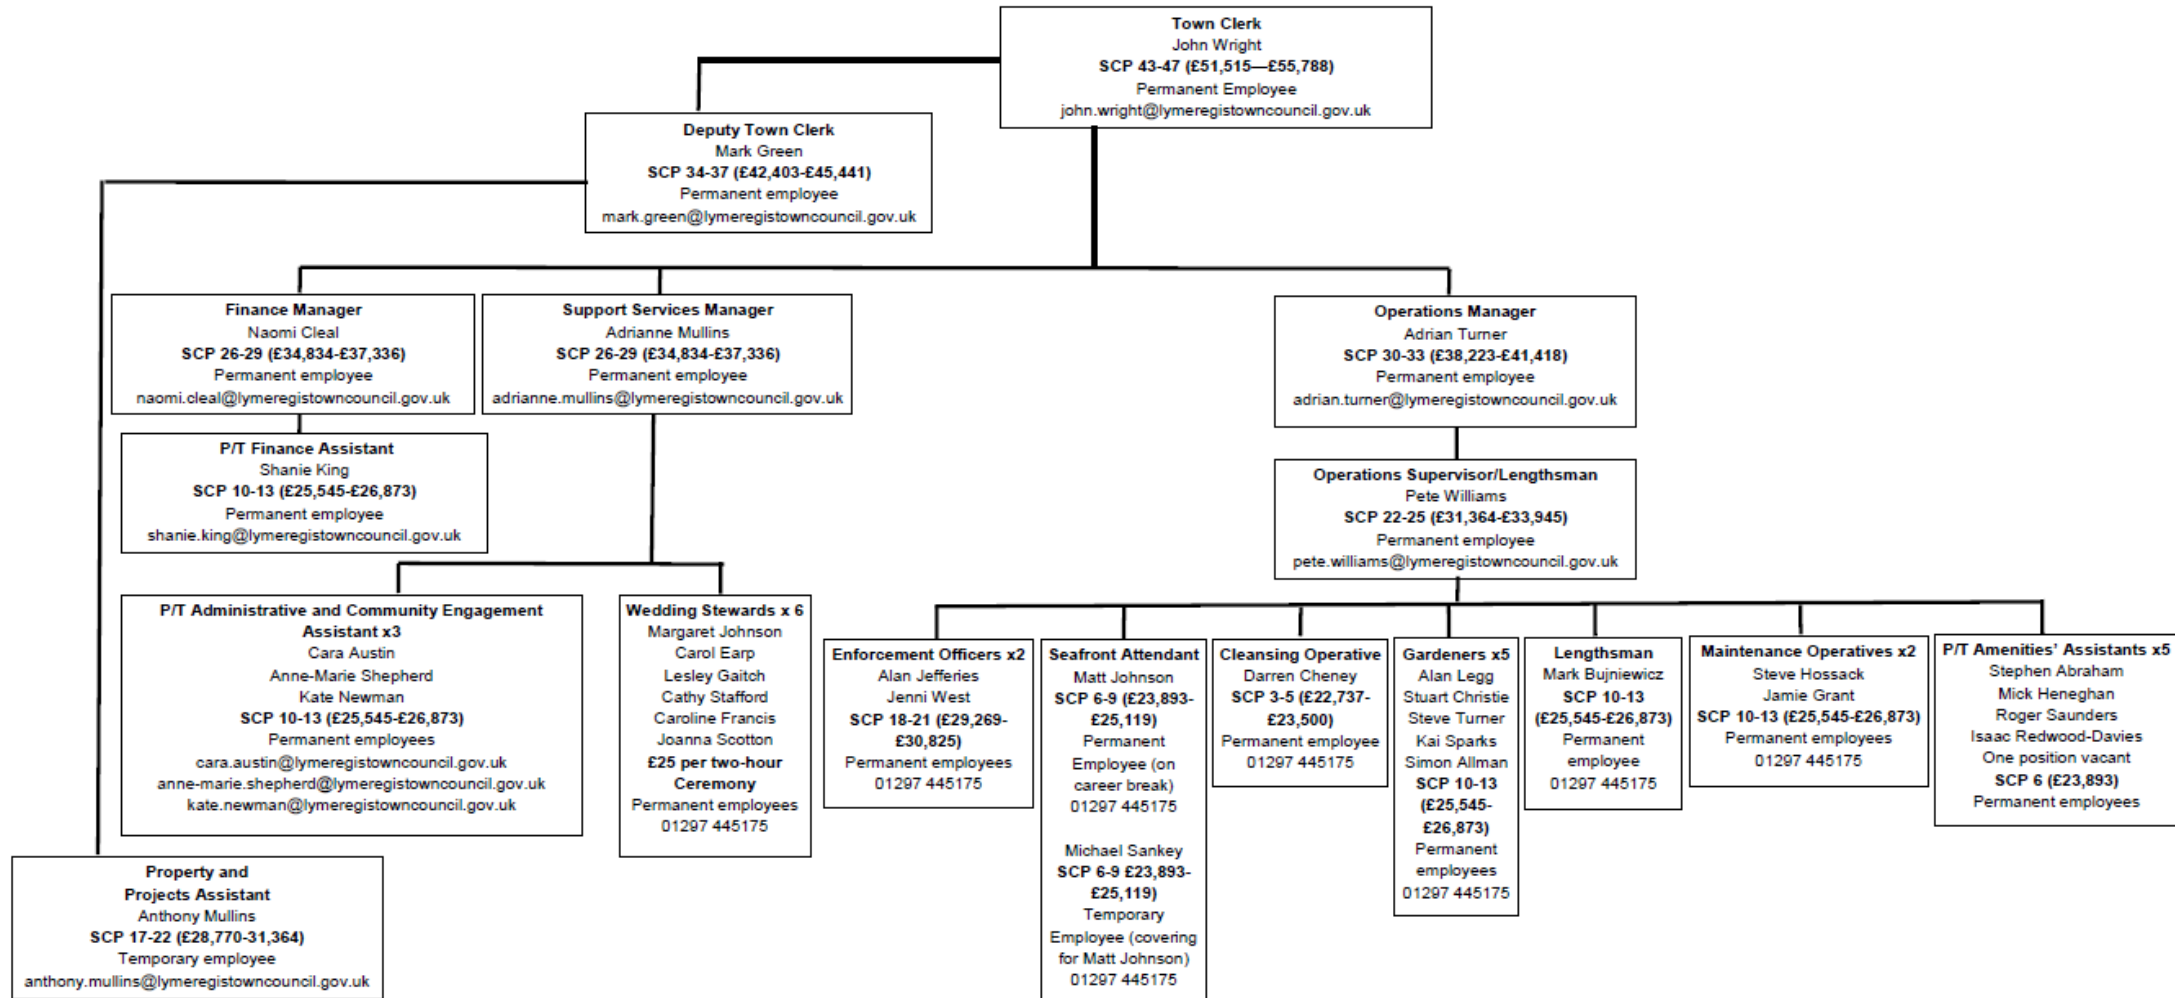 Town Clerk
John Wright
SCP 43-47 (£51,515—£55,788)
Permanent Employee
john.wright@lymeregistowncouncil.gov.uk
Deputy Town Clerk
Mark Green
SCP 34-37 (£42,403-£45,441)
Permanent employee
mark.green@lymeregistowncouncil.gov.uk
Finance Manager
Naomi Cleal
SCP 26-29 (£34,834-£37,336)
Permanent employee
naomi.cleal@lymeregistowncouncil.gov.uk
Support Services Manager
Adrianne Mullins
SCP 26-29 (£34,834-£37,336)
Permanent employee
adrianne.mullins@lymeregistowncouncil.gov.uk
Operations Manager
Adrian Turner
SCP 30-33 (£38,223-£41,418)
Permanent employee
adrian.turner@lymeregistowncouncil.gov.uk
P/T Finance Assistant
Shanie King
SCP 10-13 (£25,545-£26,873)
Permanent employee
shanie.king@lymeregistowncouncil.gov.uk
Operations Supervisor/Lengthsman
Pete Williams
SCP 22-25 (£31,364-£33,945)
Permanent employee
pete.williams@lymeregistowncouncil.gov.uk
P/T Administrative and Community Engagement
Assistant x3
Cara Austin
Anne-Marie Shepherd
Kate Newman
SCP 10-13 (£25,545-£26,873)
Permanent employees
cara.austin@lymeregistowncouncil.gov.uk
anne-marie.shepherd@lymeregistowncouncil.gov.uk
kate.newman@lymeregistowncouncil.gov.uk
Wedding Stewards x 6
Margaret Johnson
Carol Earp
Lesley Gaitch
Cathy Stafford
Caroline Francis
Joanna Scotton
£25 per two-hour
Ceremony
Permanent employees
01297 445175
Enforcement Officers x2
Alan Jefferies
Jenni West
SCP 18-21 (£29,269-
£30,825)
Permanent employees
01297 445175
Seafront Attendant
Matt Johnson
SCP 6-9 (£23,893-
£25,119)
Permanent
Employee (on
career break)
01297 445175
Michael Sankey
SCP 6-9 £23,893-
£25,119)
Temporary
Employee (covering
for Matt Johnson)
01297 445175
Cleansing Operative
Darren Cheney
SCP 3-5 (£22,737-
£23,500)
Permanent employee
01297 445175
Gardeners x5
Alan Legg
Stuart Christie
Steve Turner
Kai Sparks
Simon Allman
SCP 10-13
(£25,545-
£26,873)
Permanent
employees
01297 445175
Lengthsman
Mark Bujniewicz
SCP 10-13
(£25,545-£26,873)
Permanent
employee
01297 445175
Maintenance Operatives x2
Steve Hossack
Jamie Grant
SCP 10-13 (£25,545-£26,873)
Permanent employees
01297 445175
P/T Amenities' Assistants x5
Stephen Abraham
Mick Heneghan
Roger Saunders
Isaac Redwood-Davies
One position vacant
SCP 6 (£23,893)
Permanent employees
Property and
Projects Assistant
Anthony Mullins
SCP 17-22 (£28,770-31,364)
Temporary employee
anthony.mullins@lymeregistowncouncil.gov.uk